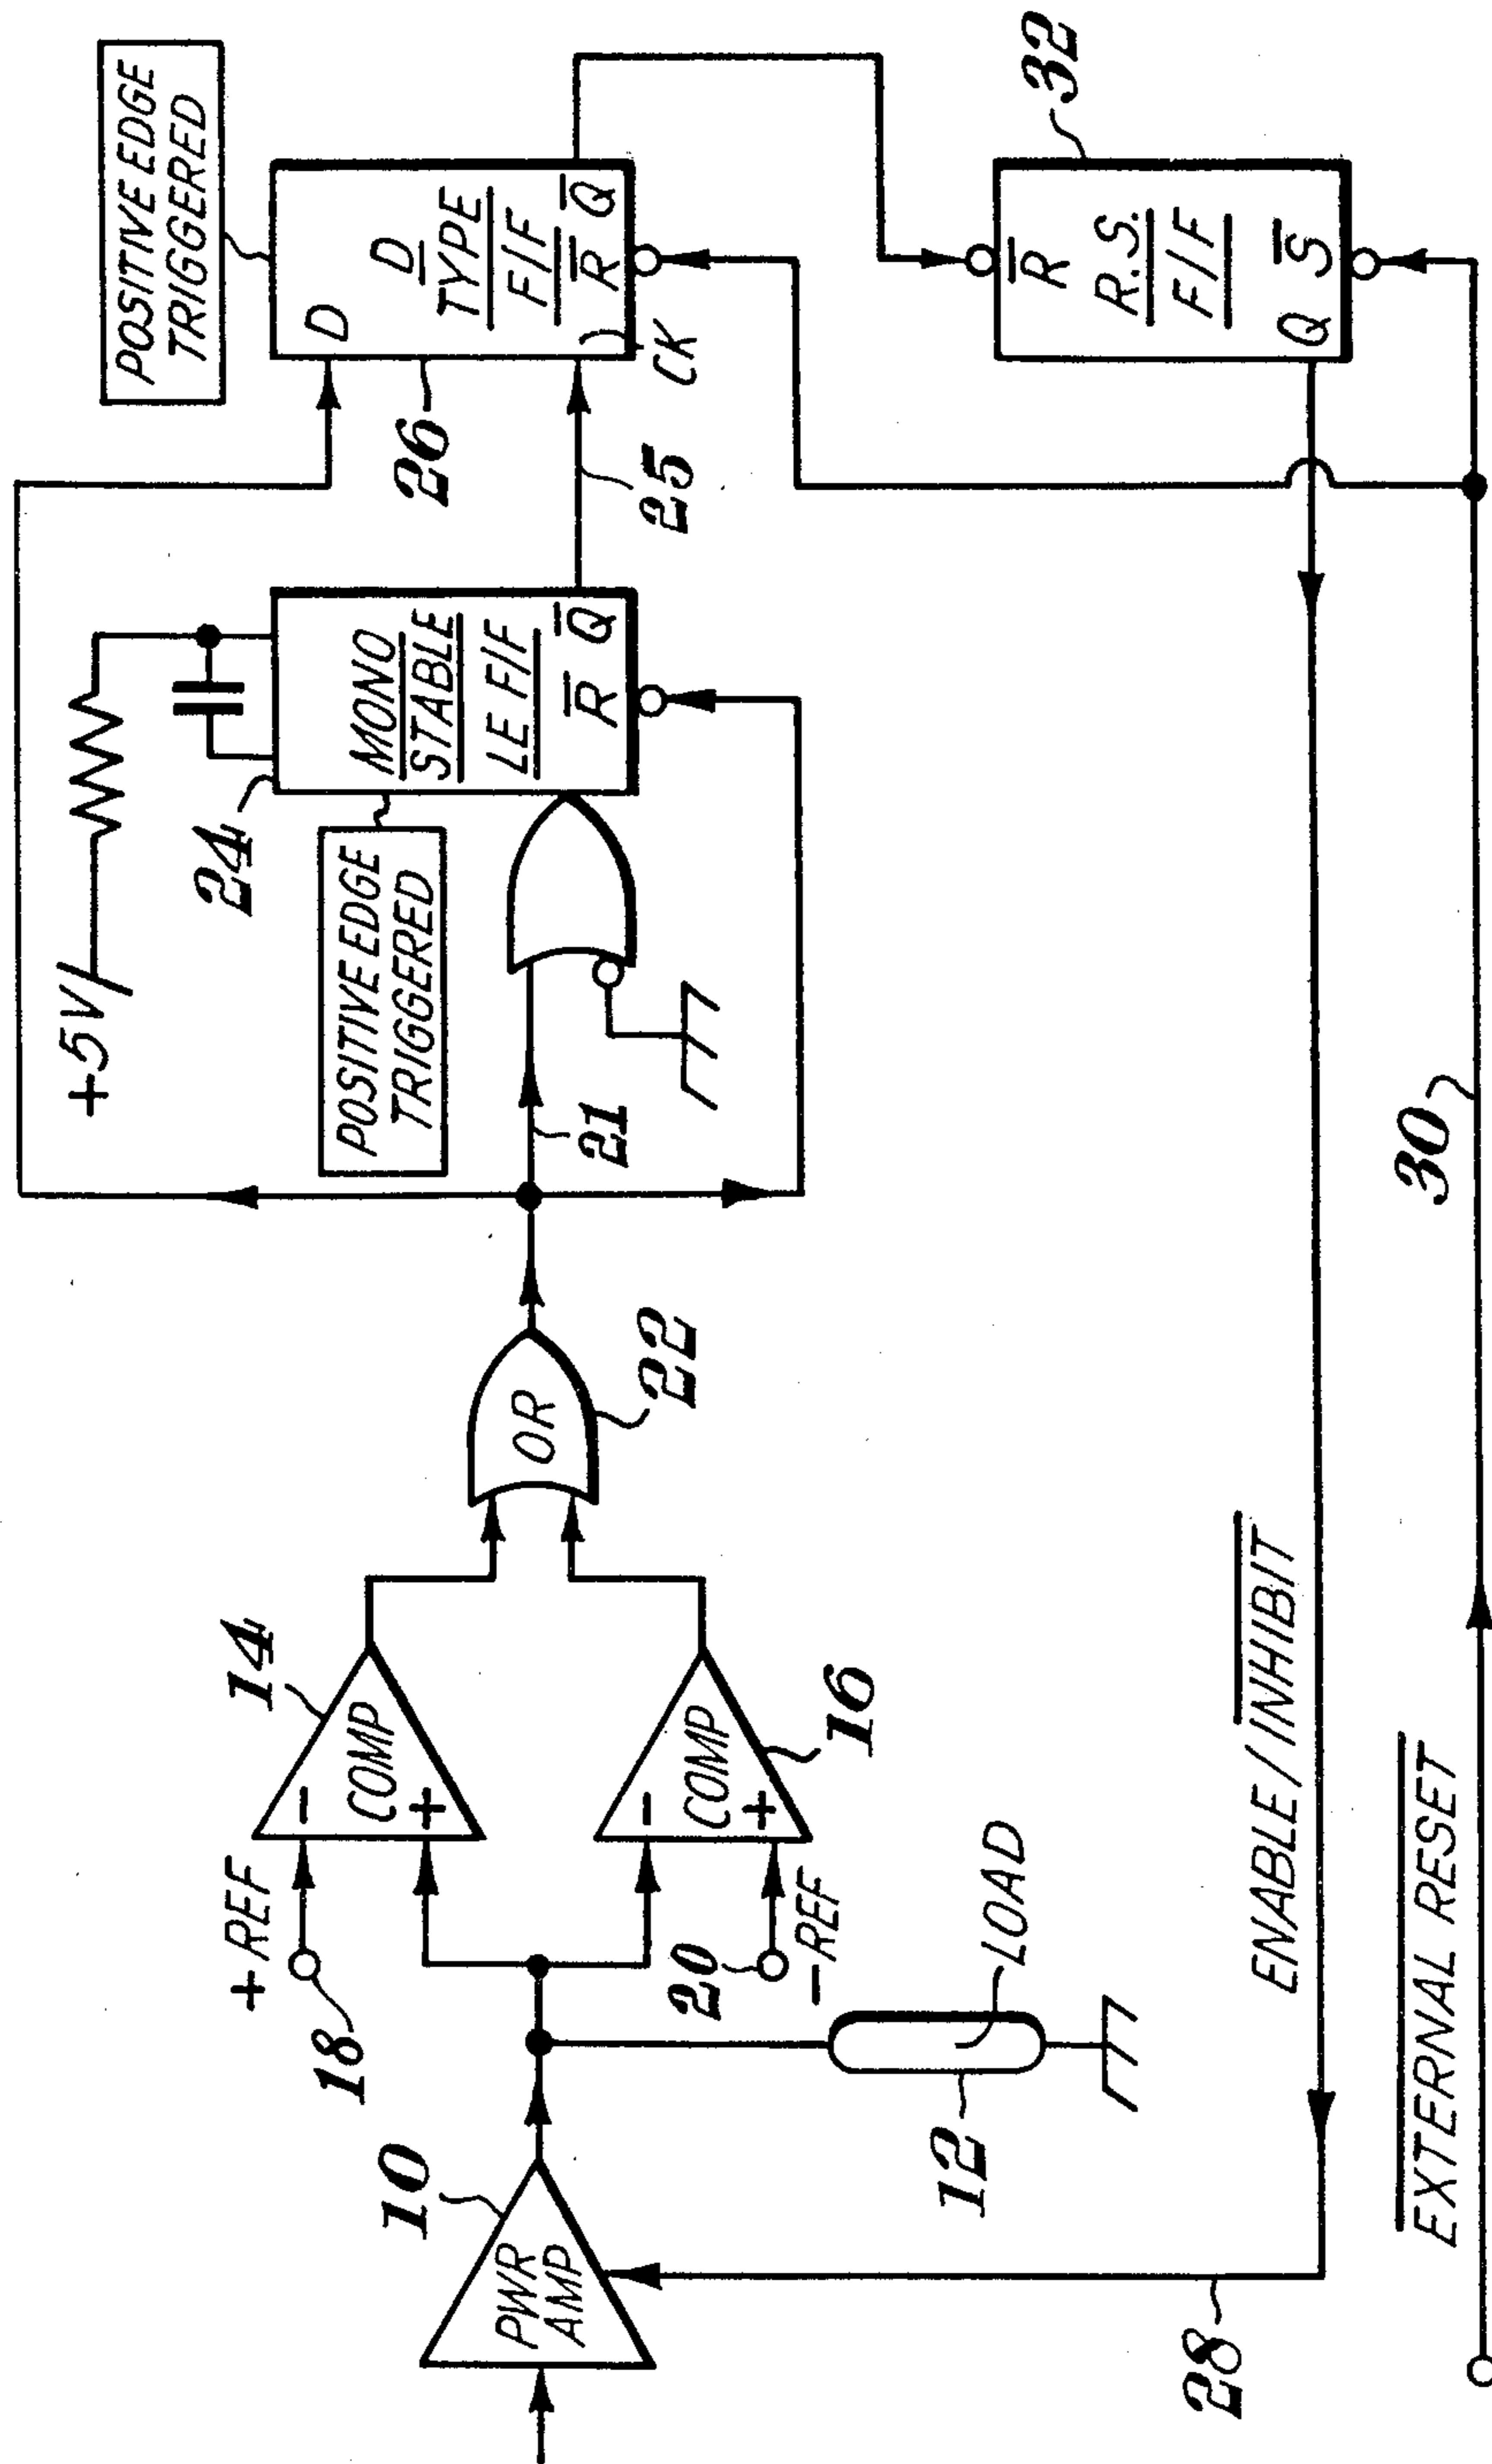 PWR
AMP
10
28
12
LOAD
18
+REF
20
-REF
14
-
COMP
+
16
-
COMP
+
OR
22
21
+5V
24
POSITIVE EDGE
TRIGGERED
MONO
STABLE
LE F/F
R̅ Q̅
25
26
POSITIVE EDGE
TRIGGERED
D
D
TYPE
F/F
R̅ Q̅
CK
32
R̅
R.S.
F/F
Q S̅
ENABLE/INHIBIT
EXTERNAL RESET
30